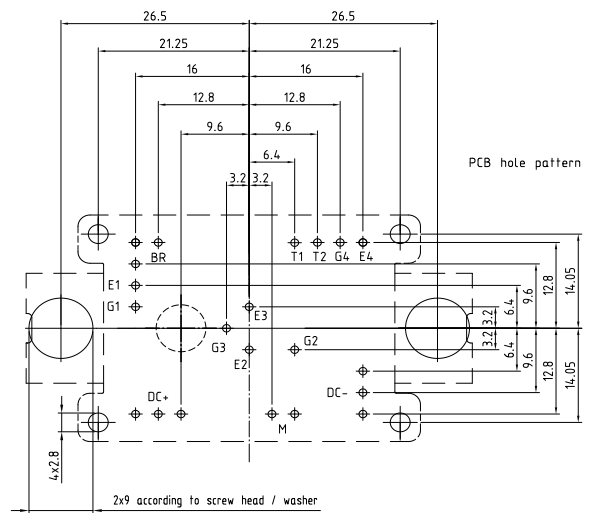 26.5 26.5
21.25 21.25
16 16
12.8 12.8
9.6 9.6
6.4
3.2 3.2
PCB hole pattern
BR T1 T2 G4 E4
E1
G1 E3
G3 G2
E2
3.2 6.4 9.6 12.8 14.05
3.2 6.4 9.6 12.8 14.05
DC-
DC+
M
4x2.8
2x9 according to screw head / washer